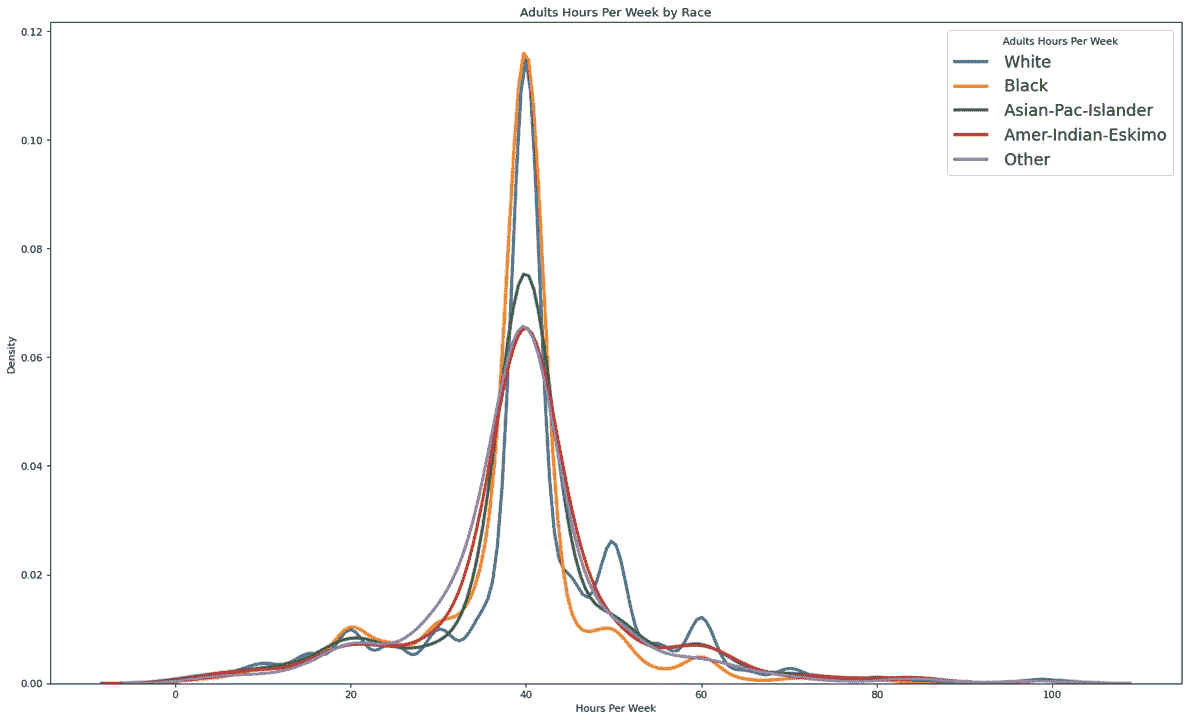 Adults Hours Per Week by Race
Adults Hours Per Week
White
Black
Asian-Pac-Islander
Amer-Indian-Eskimo
Other
0.12
0.10
0.08
0.06
0.04
0.02
0.00
Density
0
20
40
60
80
100
Hours Per Week